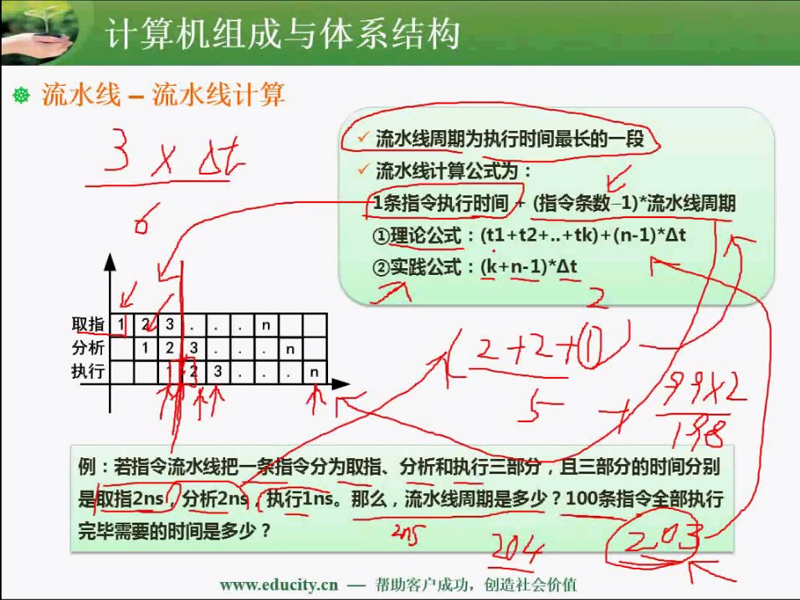 计算机组成与体系结构
流水线 – 流水线计算
3 × Δt
6
✓ 流水线周期为执行时间最长的一段
✓ 流水线计算公式为：
1条指令执行时间 + (指令条数–1)*流水线周期
①理论公式：(t1+t2+..+tk)+(n-1)*Δt
②实践公式：(k+n-1)*Δt
2
取指 1 2 3 . . . n
分析 1 2 3 . . . n
执行 1 2 3 . . . n
(2+2+1)
5 + 99×2
198
例：若指令流水线把一条指令分为取指、分析和执行三部分，且三部分的时间分别
是取指2ns，分析2ns，执行1ns。那么，流水线周期是多少？100条指令全部执行
完毕需要的时间是多少？
2ns
204
203
www.educity.cn — 帮助客户成功，创造社会价值